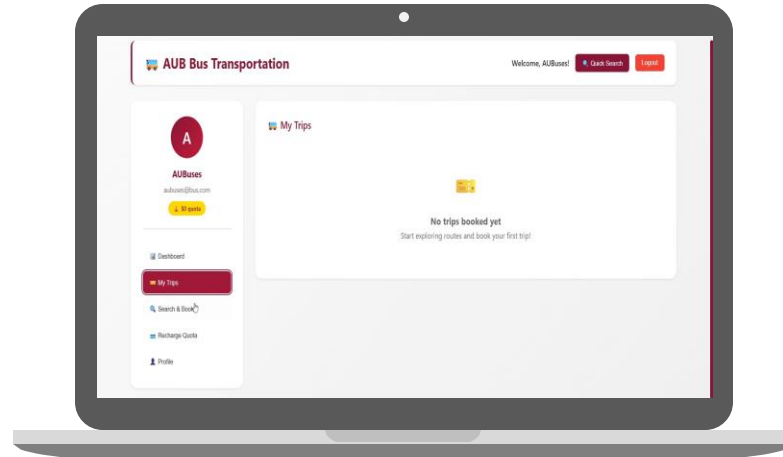 AUB Bus Transportation
Welcome, AUBuses!
Quick Search
Logout
A
AUBuses
aubuses@bus.com
$0 quota
Dashboard
My Trips
Search & Book
Recharge Quota
Profile
My Trips
No trips booked yet
Start exploring routes and book your first trip!